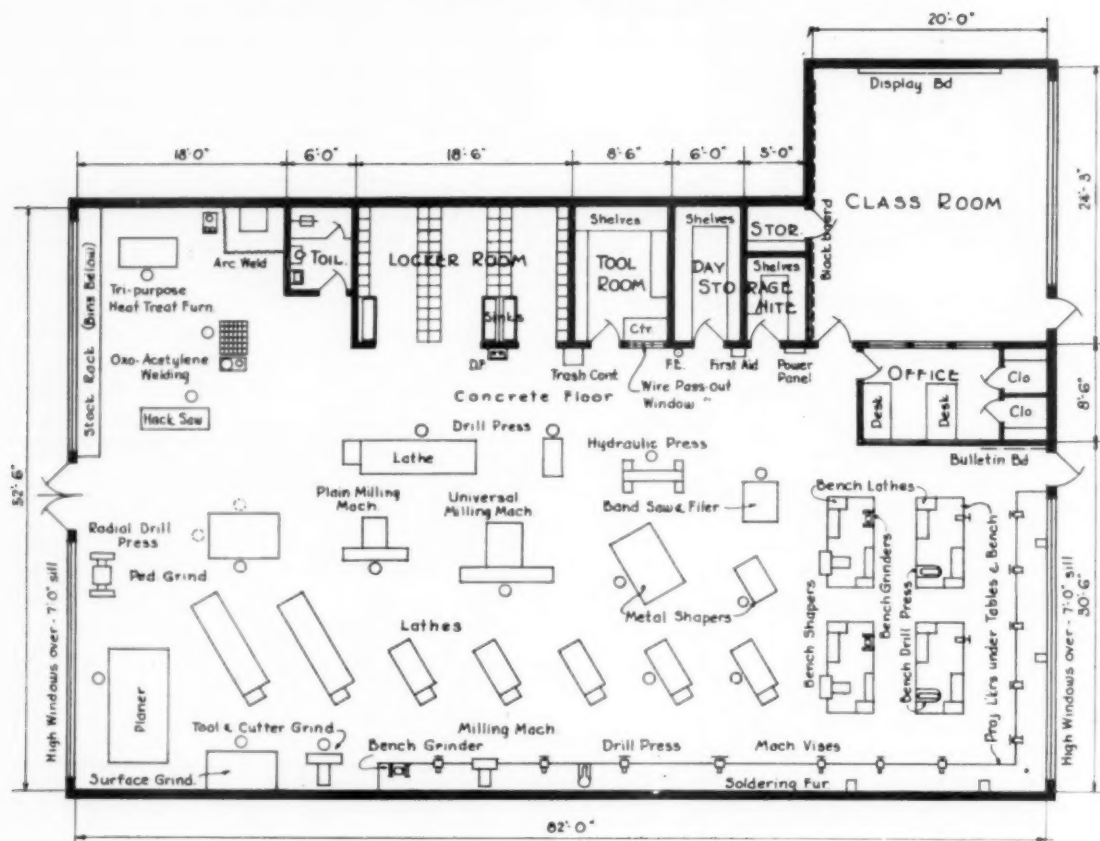 20'-0"
Display Bd
18'-0"
6'-0"
18'-6"
8'-6"
6'-0"
5'-0"
24'-3"
Shelves
Shelves
Stor.
Blackboard
Class Room
Stock Rack (Bins Below)
Arc Weld
Toil.
Locker Room
Tool Room
Day
Storage
Shelves
Nite
Tri-purpose
Heat Treat Furn.
Sinks
Ctr.
Oxo-Acetylene
Welding
D.F.
Trash Cont.
F.E.
First Aid
Power
Panel
Wire Pass-out
Window
Office
Clo
Clo
Desk
Desk
8'-6"
Hack Saw
Concrete Floor
Drill Press
Lathe
Hydraulic Press
Bulletin Bd
52'-6"
Plain Milling
Mach.
Universal
Milling Mach.
Band Saw & Filer
Bench Lathes
Radial Drill
Press
Ped Grind
Metal Shapers
Bench Shapers
Bench Grinders
Bench Drill Press
Proj L'krs under Tables & Bench
High Windows over - 7'-0" sill
30'-6"
High Windows over - 7'-0" sill
Lathes
Planer
Tool & Cutter Grind.
Milling Mach.
Bench Grinder
Drill Press
Mach Vises
Surface Grind.
Soldering Fur
82'-0"